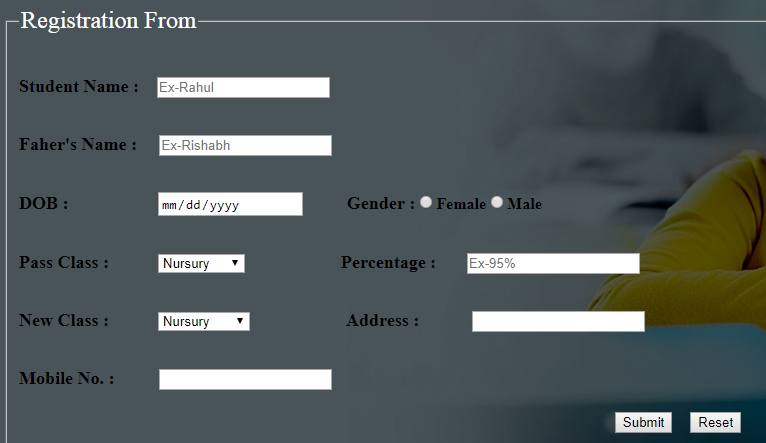 Registration From
Student Name : Ex-Rahul
Faher's Name : Ex-Rishabh
DOB : mm/dd/yyyy Gender : Female Male
Pass Class : Nursury Percentage : Ex-95%
New Class : Nursury Address :
Mobile No. :
Submit Reset